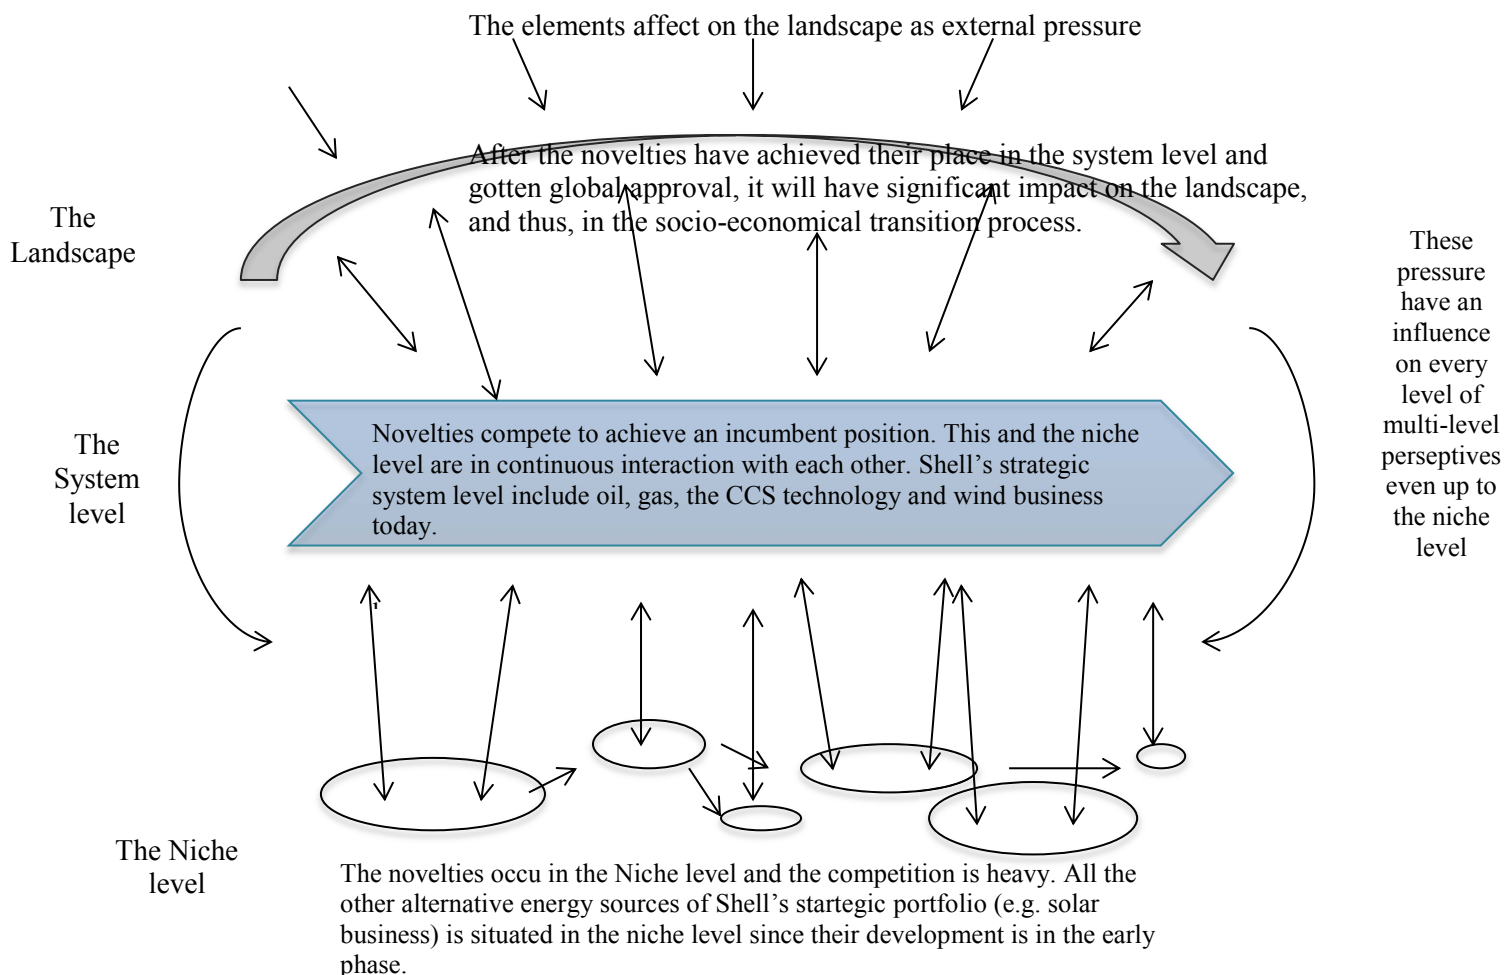 The elements affect on the landscape as external pressure
After the novelties have achieved their place in the system level and
gotten global approval, it will have significant impact on the landscape,
and thus, in the socio-economical transition process.
The
Landscape
These
pressure
have an
influence
on every
level of
multi-level
perseptives
even up to
the niche
level
The
System
level
Novelties compete to achieve an incumbent position. This and the niche
level are in continuous interaction with each other. Shell’s strategic
system level include oil, gas, the CCS technology and wind business
today.
The Niche
level
The novelties occu in the Niche level and the competition is heavy. All the
other alternative energy sources of Shell’s startegic portfolio (e.g. solar
business) is situated in the niche level since their development is in the early
phase.